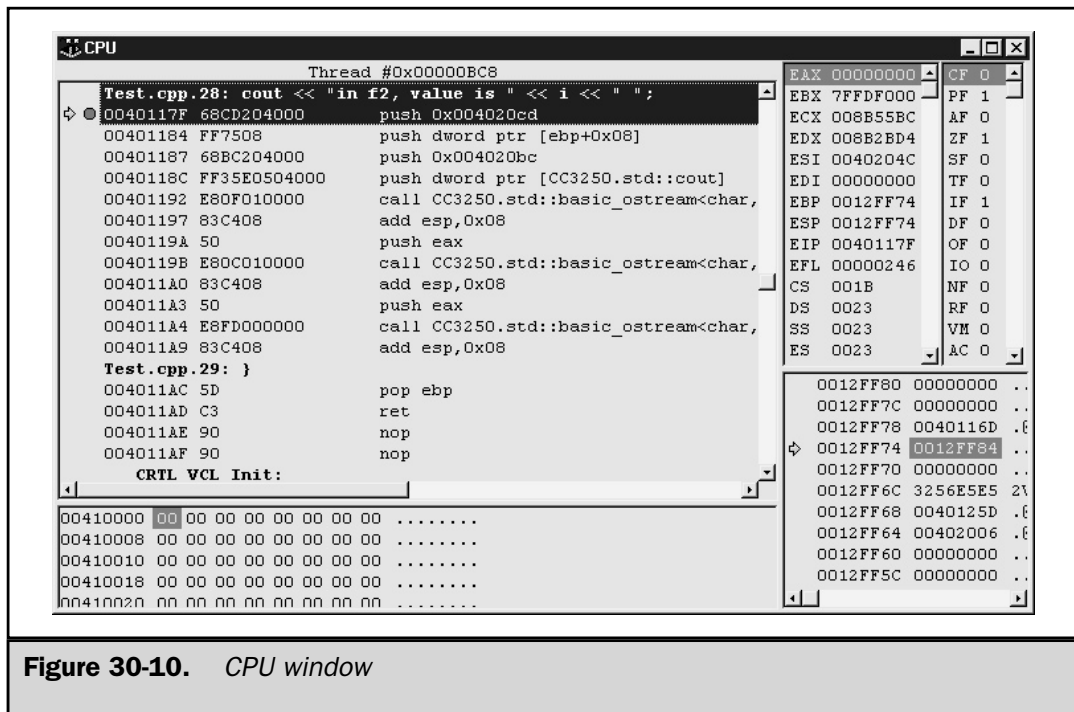 CPU
Thread #0x00000BC8
Test.cpp.28: cout << "in f2, value is " << i << " ";
0040117F 68CD204000 push 0x004020cd
00401184 FF7508 push dword ptr [ebp+0x08]
00401187 68BC204000 push 0x004020bc
0040118C FF35E0504000 push dword ptr [CC3250.std::cout]
00401192 E80F010000 call CC3250.std::basic_ostream<char,
00401197 83C408 add esp,0x08
0040119A 50 push eax
0040119B E80C010000 call CC3250.std::basic_ostream<char,
004011A0 83C408 add esp,0x08
004011A3 50 push eax
004011A4 E8FD000000 call CC3250.std::basic_ostream<char,
004011A9 83C408 add esp,0x08
Test.cpp.29: }
004011AC 5D pop ebp
004011AD C3 ret
004011AE 90 nop
004011AF 90 nop
CRTL VCL Init:
EAX 00000000
EBX 7FFDF000
ECX 008B55BC
EDX 008B2BD4
ESI 0040204C
EDI 00000000
EBP 0012FF74
ESP 0012FF74
EIP 0040117F
EFL 00000246
CS 001B
DS 0023
SS 0023
ES 0023
CF 0
PF 1
AF 0
ZF 1
SF 0
TF 0
IF 1
DF 0
OF 0
IO 0
NF 0
RF 0
VM 0
AC 0
00410000 00 00 00 00 00 00 00 00 ........
00410008 00 00 00 00 00 00 00 00 ........
00410010 00 00 00 00 00 00 00 00 ........
00410018 00 00 00 00 00 00 00 00 ........
00410020 00 00 00 00 00 00 00 00 ........
0012FF80 00000000 ..
0012FF7C 00000000 ..
0012FF78 0040116D .
0012FF74 0012FF84 ..
0012FF70 00000000 ..
0012FF6C 3256E5E5 2
0012FF68 0040125D .
0012FF64 00402006 .
0012FF60 00000000 ..
0012FF5C 00000000 ..
Figure 30-10. CPU window